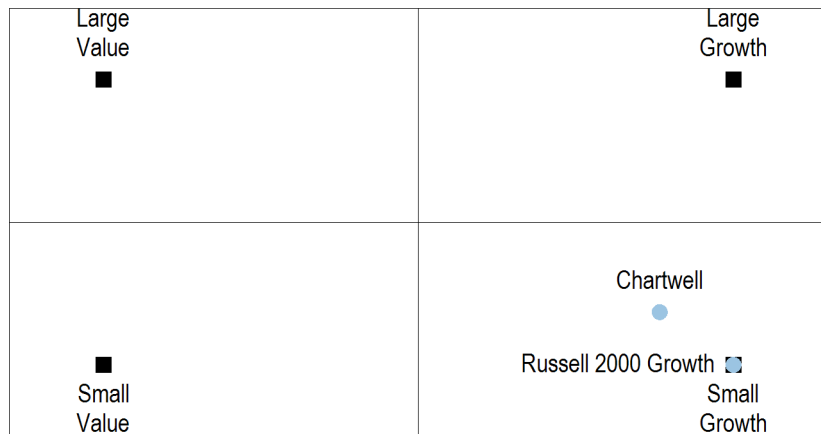 Large
Value
Large
Growth
Chartwell
Russell 2000 Growth
Small
Value
Small
Growth